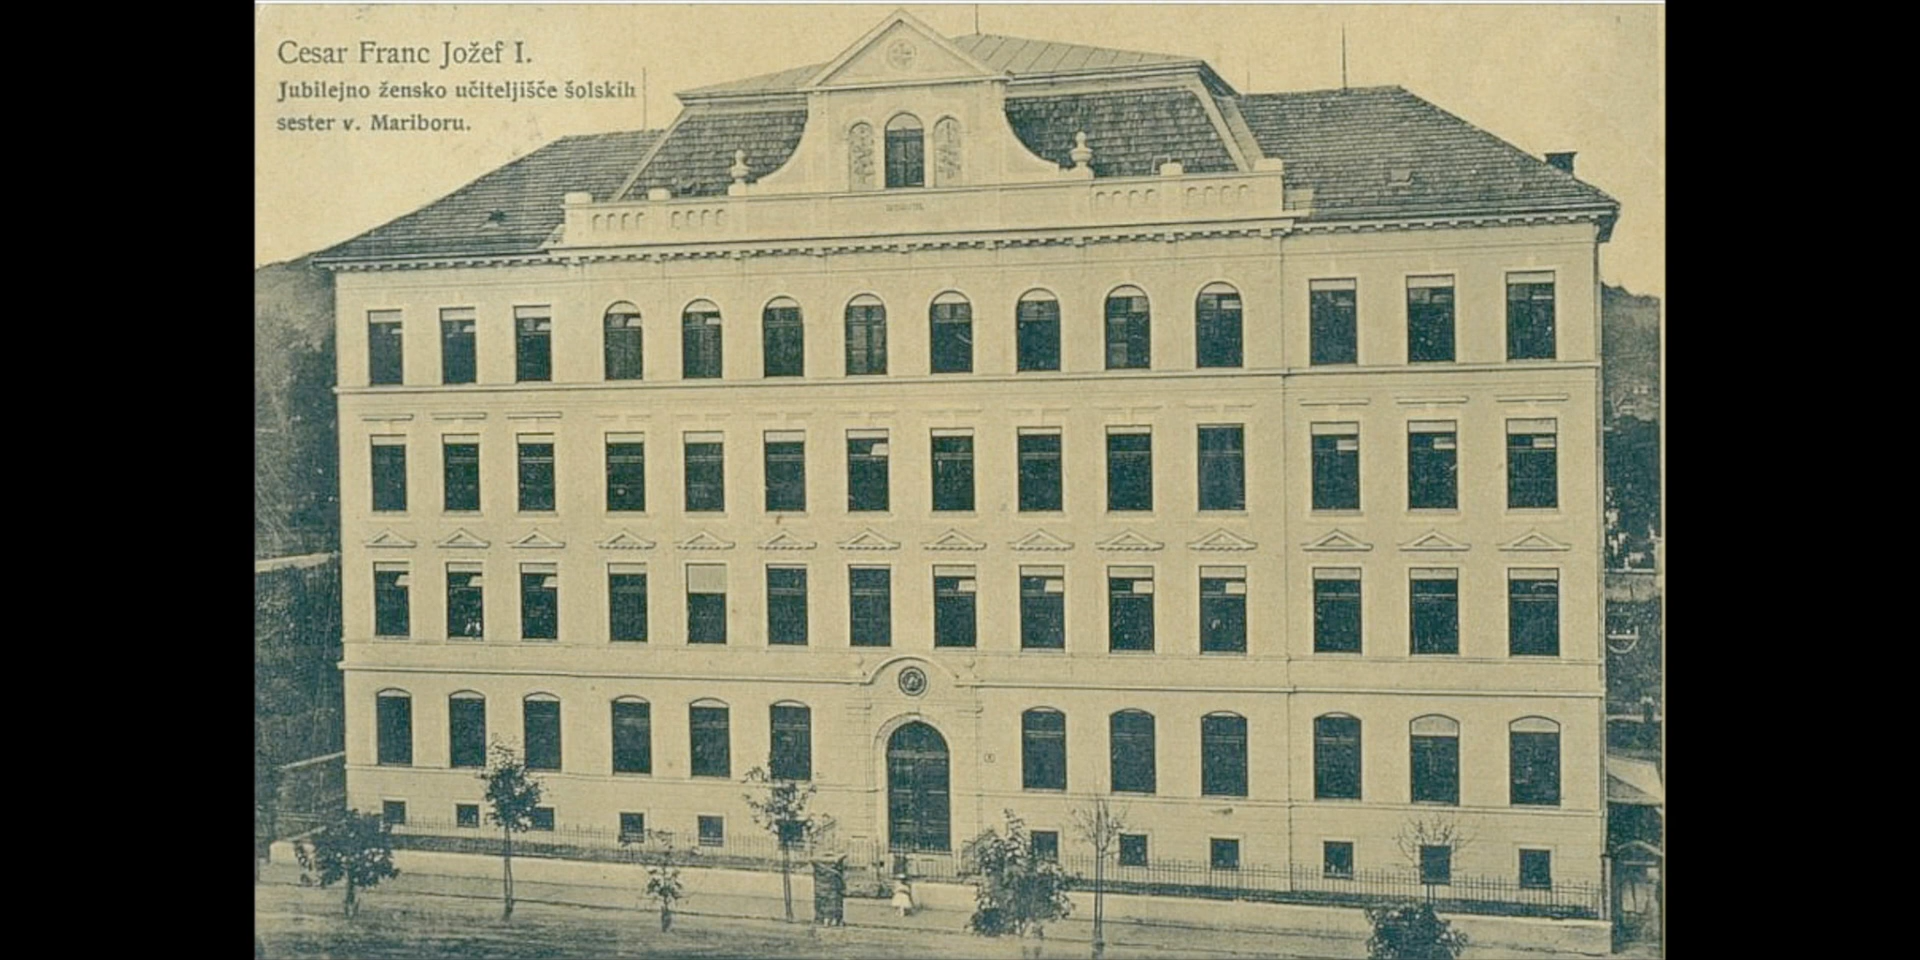 Cesar Franc Jožef I.
Jubilejno žensko učiteljišče šolskih
sester v. Mariboru.